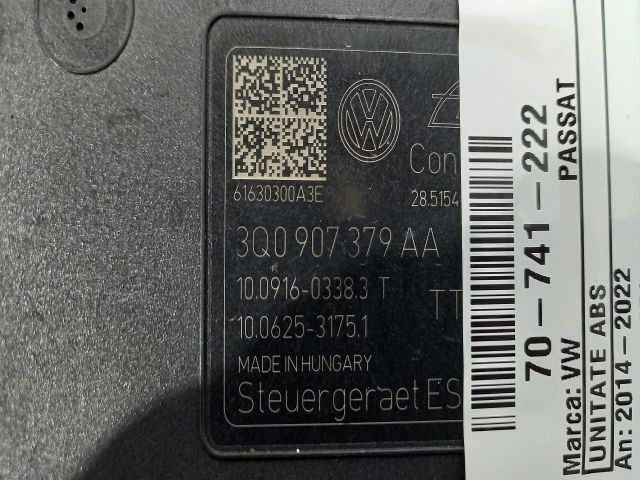 61630300A3E
Con
28.5154
3Q0 907 379 AA
10.0916-0338.3 T
TT
10.0625-3175.1
MADE IN HUNGARY
Steuergeraet ES
70-741-222
PASSAT
Marca: VW
UNITATE ABS
An: 2014-2022